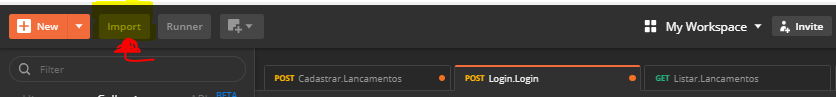 New Import Runner My Workspace Invite
Filter POST Cadastrar.Lancamentos POST Login.Login GET Listar.Lancamentos
BETA